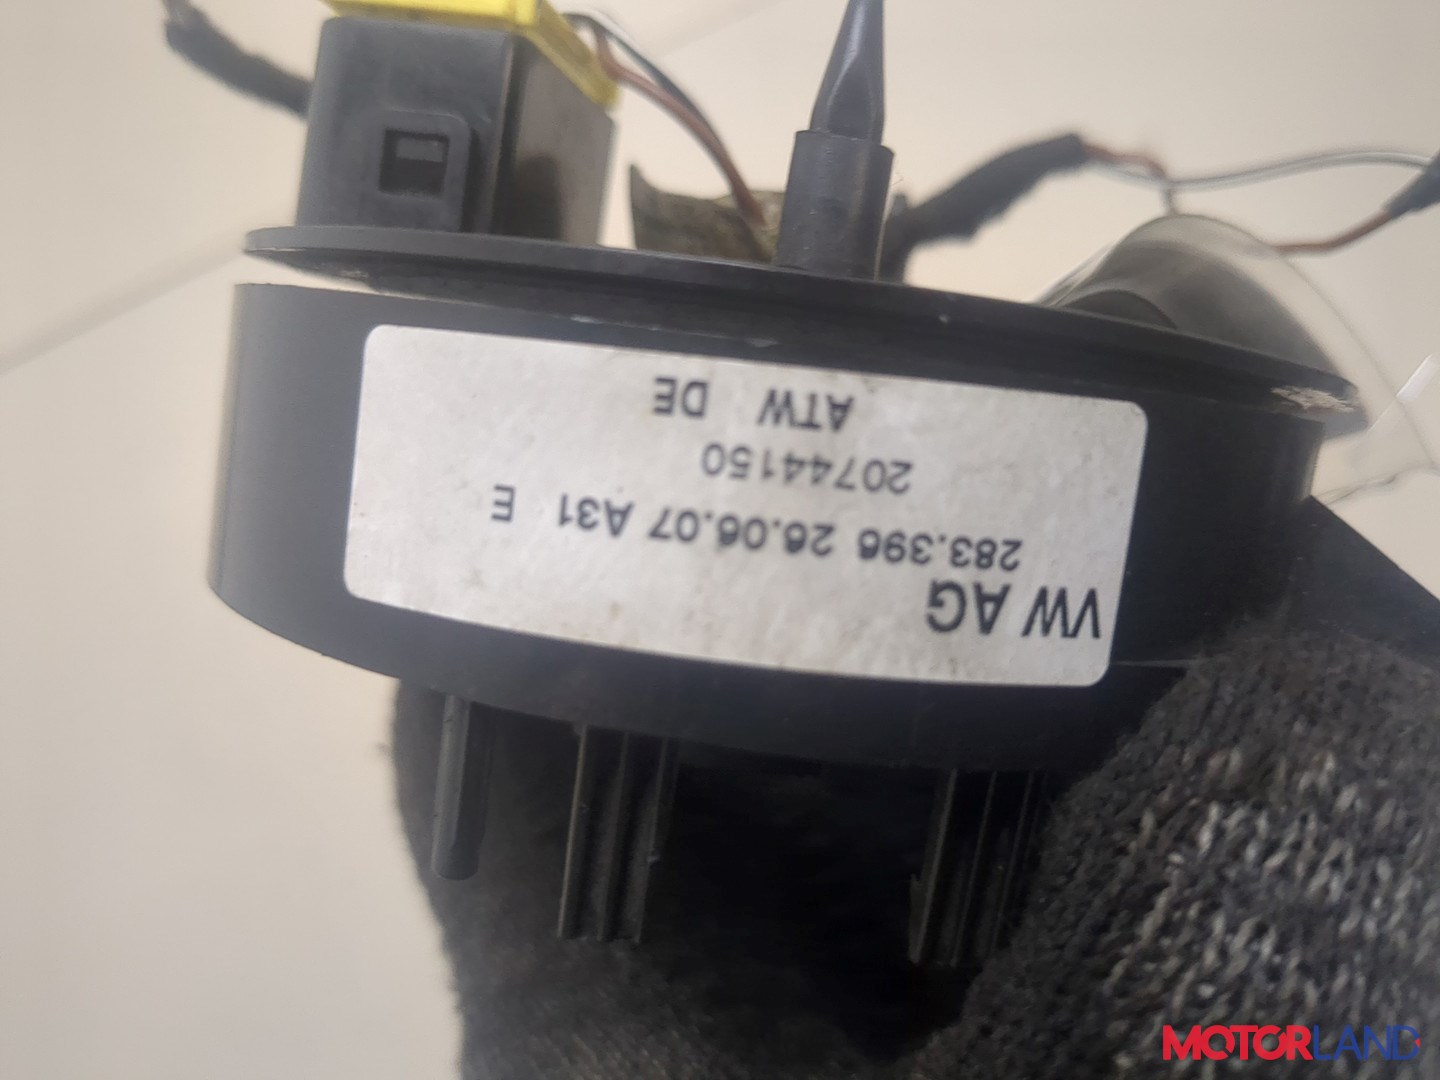 VW AG
283.396 26.06.07 A31 E
20744150
ATW DE
MOTORLAND